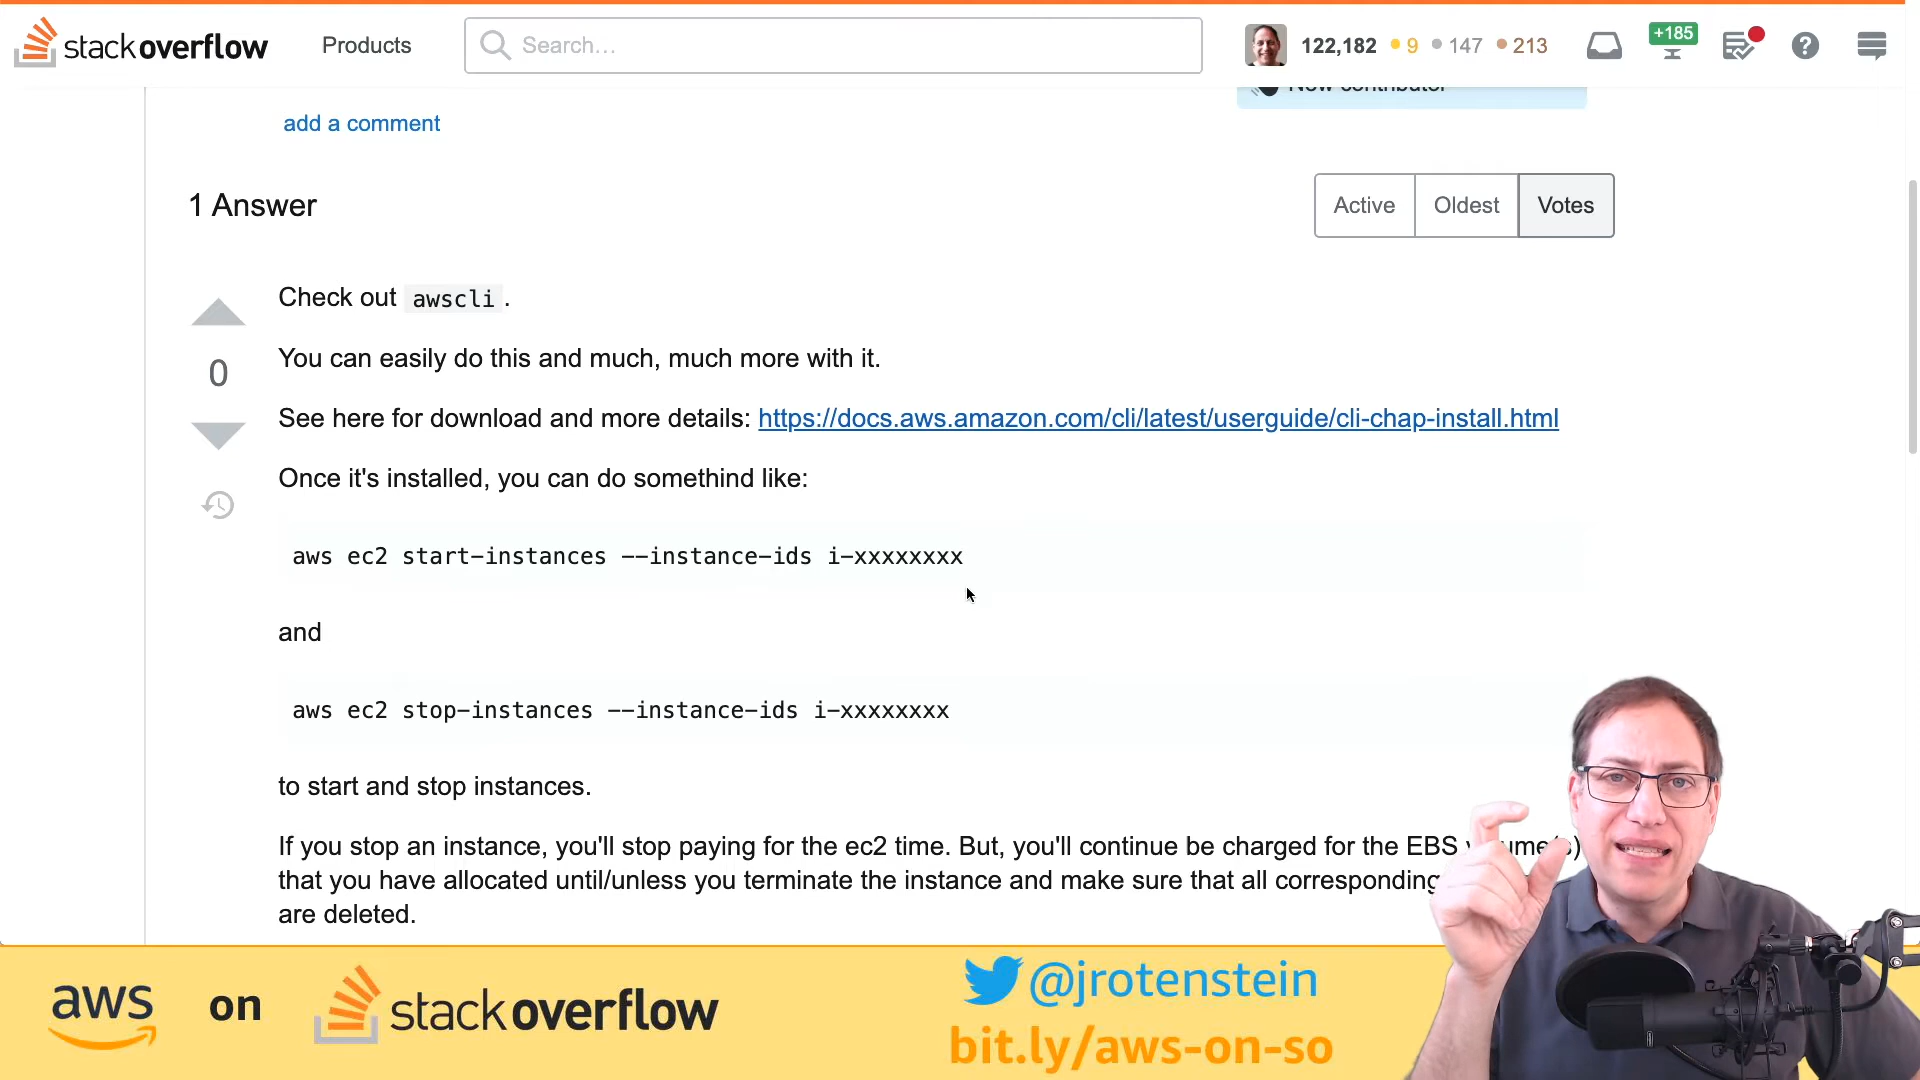 stackoverflow
Products
Search...
122,182 9 147 213
+185
?
New contributor
add a comment
1 Answer
Active Oldest Votes
Check out awscli .
You can easily do this and much, much more with it.
0
See here for download and more details: https://docs.aws.amazon.com/cli/latest/userguide/cli-chap-install.html
Once it's installed, you can do somethind like:
aws ec2 start-instances --instance-ids i-xxxxxxxx
and
aws ec2 stop-instances --instance-ids i-xxxxxxxx
to start and stop instances.
If you stop an instance, you'll stop paying for the ec2 time. But, you'll continue be charged for the EBS
that you have allocated until/unless you terminate the instance and make sure that all corresponding
are deleted.
aws on stackoverflow
@jrotenstein
bit.ly/aws-on-so